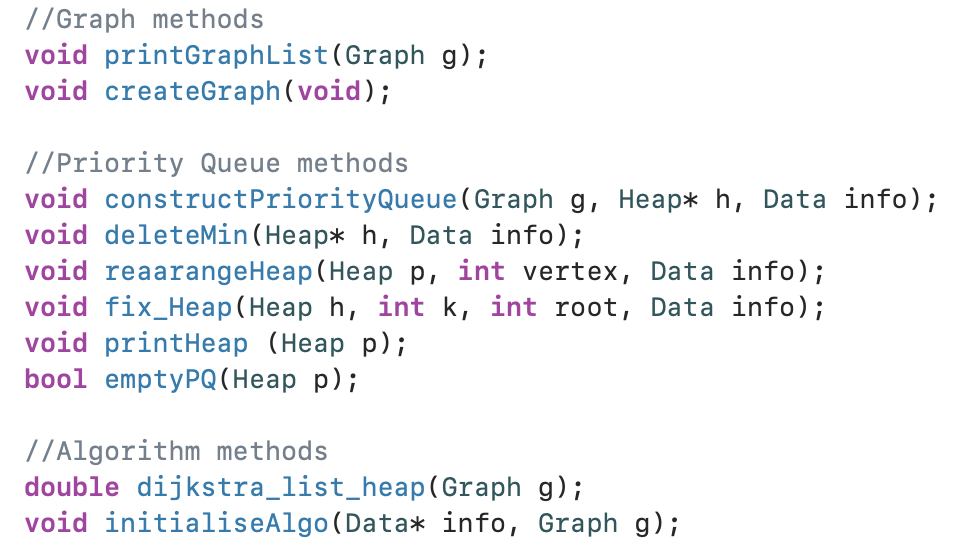 //Graph methods
void printGraphList(Graph g);
void createGraph(void);
//Priority Queue methods
void constructPriorityQueue(Graph g, Heap* h, Data info);
void deleteMin(Heap* h, Data info);
void reaarangeHeap(Heap p, int vertex, Data info);
void fix_Heap(Heap h, int k, int root, Data info);
void printHeap (Heap p);
bool emptyPQ(Heap p);
//Algorithm methods
double dijkstra_list_heap(Graph g);
void initialiseAlgo(Data* info, Graph g);